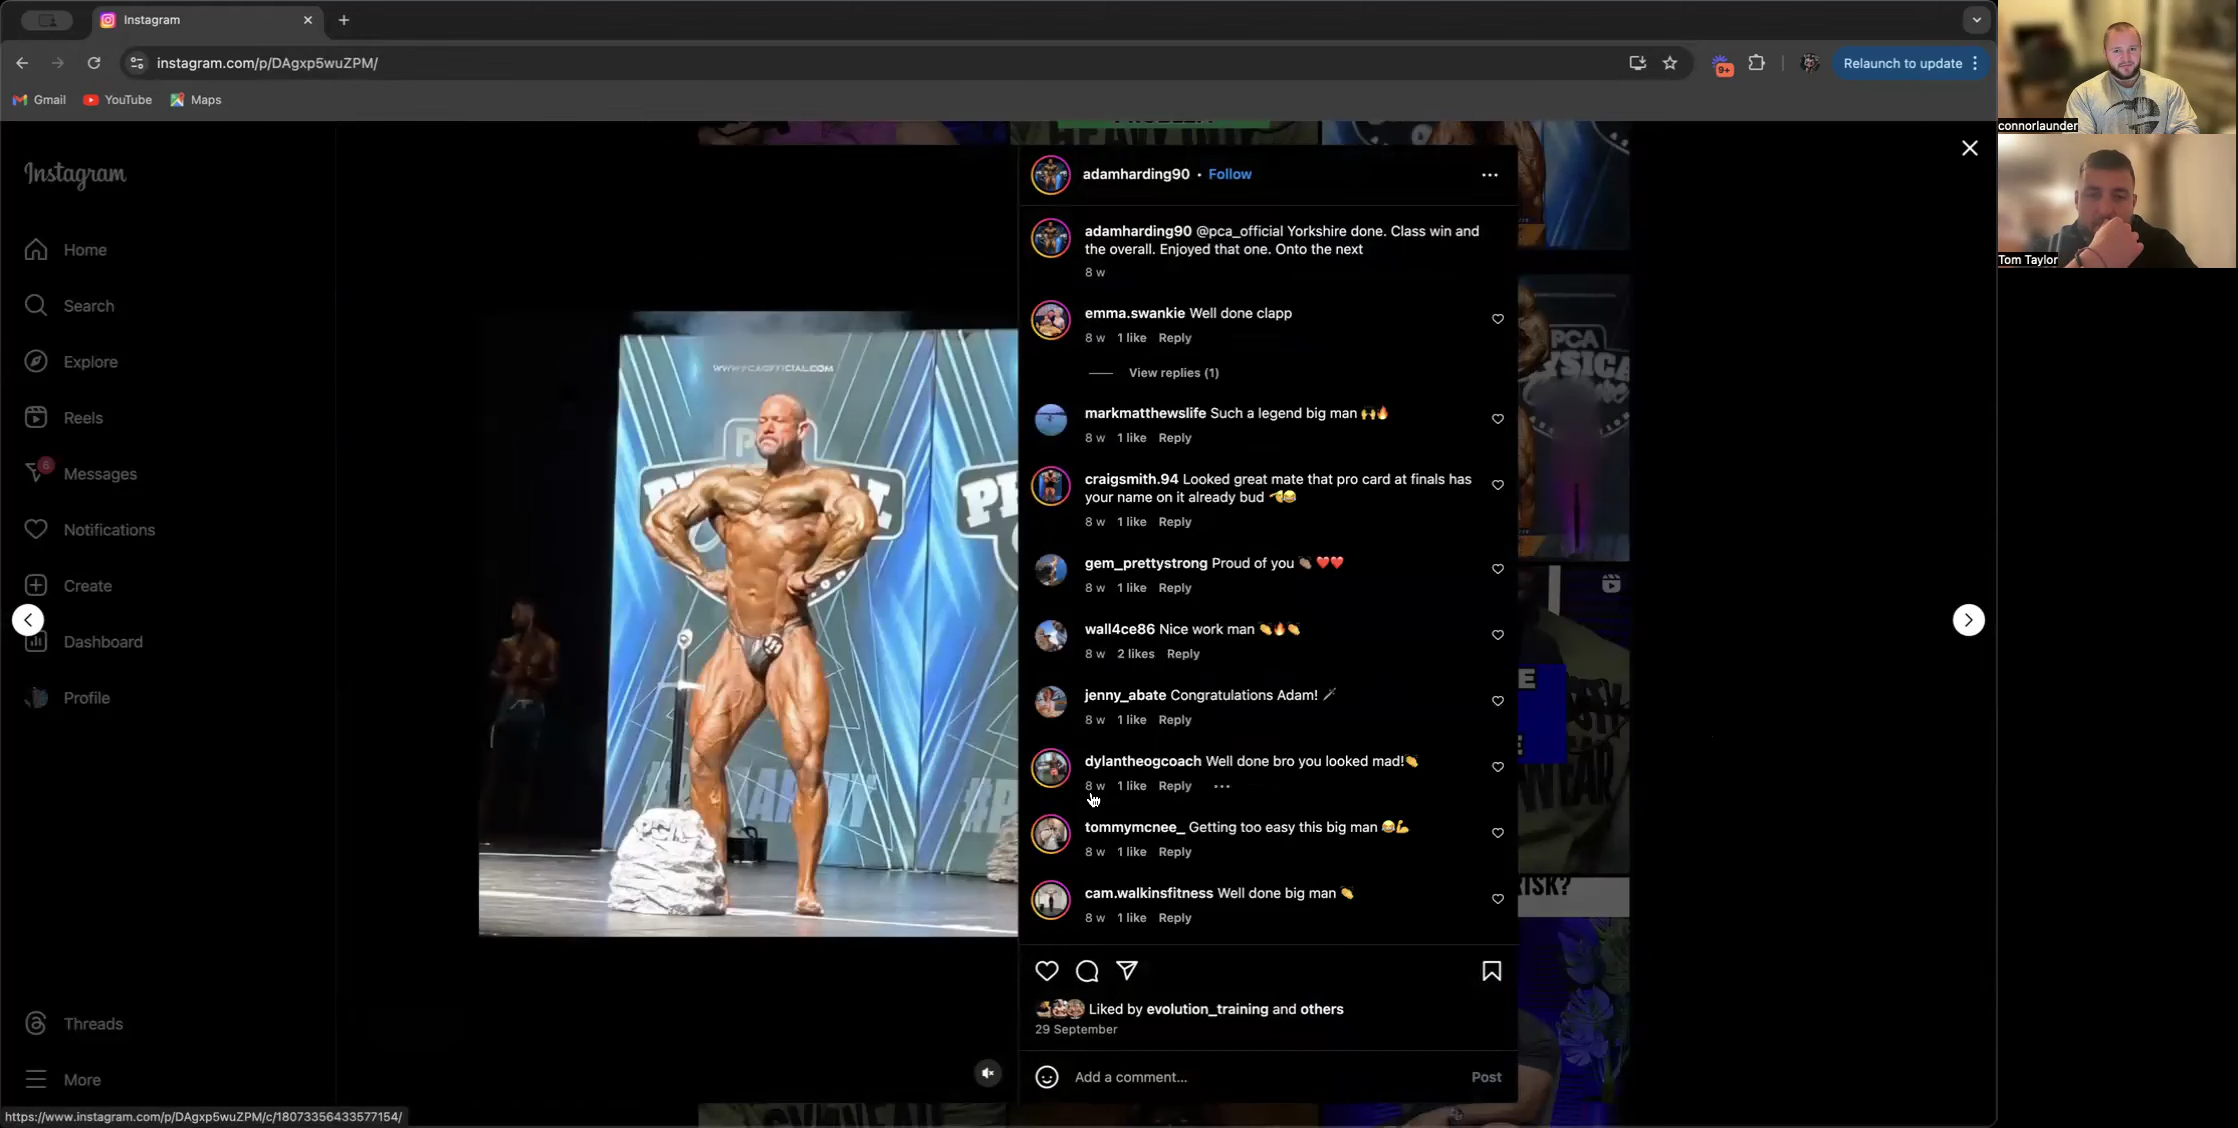 Instagram
instagram.com/p/DAgxp5wuZPM/
9+
Relaunch to update
Gmail
YouTube
Maps
connorlaunder
Tom Taylor
Instagram
Home
Search
Explore
Reels
6
Messages
Notifications
Create
Dashboard
Profile
Threads
More
https://www.instagram.com/p/DAgxp5wuZPM/c/18073356433577154/
WWW.PCAOFFICIAL.COM
adamharding90 • Follow
adamharding90 @pca_official Yorkshire done. Class win and
the overall. Enjoyed that one. Onto the next
8 w
emma.swankie Well done clapp
8 w 1 like Reply
View replies (1)
markmatthewslife Such a legend big man 🙌🔥
8 w 1 like Reply
craigsmith.94 Looked great mate that pro card at finals has
your name on it already bud 🫡😂
8 w 1 like Reply
gem_prettystrong Proud of you 👏🏽 ❤️❤️
8 w 1 like Reply
wall4ce86 Nice work man 👏🔥👏
8 w 2 likes Reply
jenny_abate Congratulations Adam! 🗡️
8 w 1 like Reply
dylantheogcoach Well done bro you looked mad!👏
8 w 1 like Reply
tommymcnee_ Getting too easy this big man 😂💪
8 w 1 like Reply
cam.walkinsfitness Well done big man 👏
8 w 1 like Reply
Liked by evolution_training and others
29 September
Add a comment...
Post
PCA
RISK?